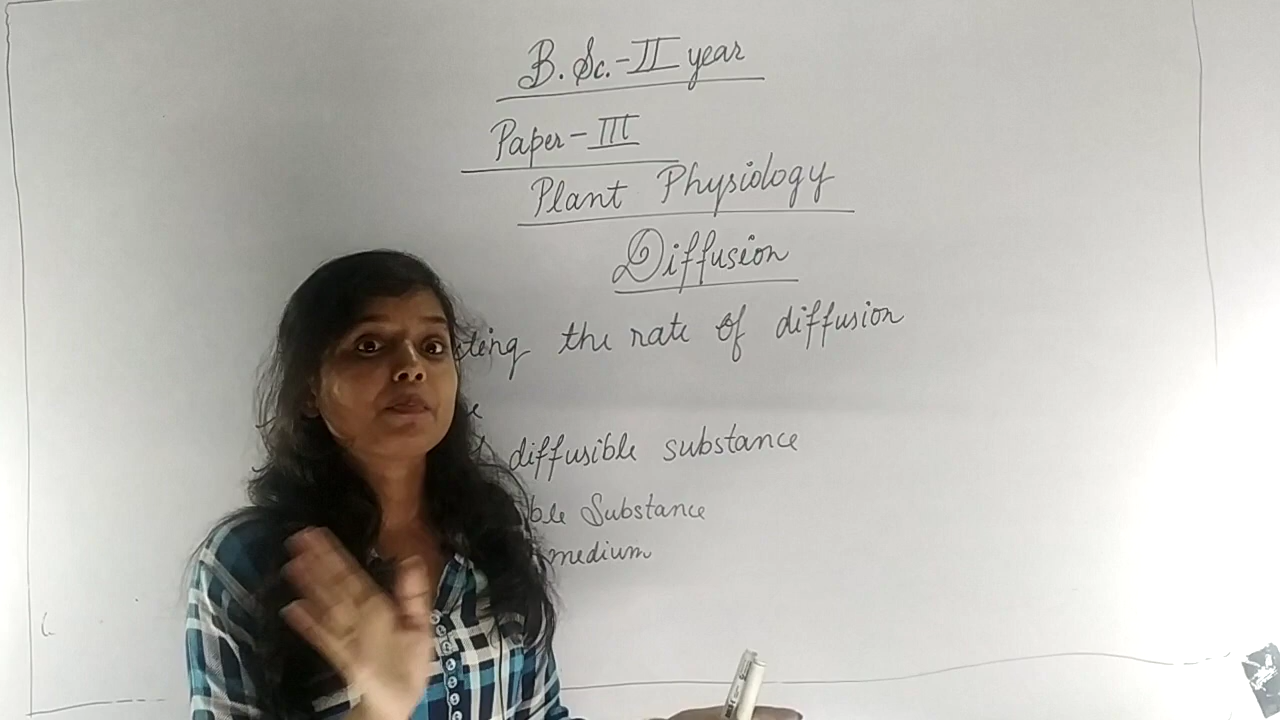 B. Sc.-II year
Paper-III
Plant Physiology
Diffusion
the rate of diffusion
diffusible substance
Substance
medium